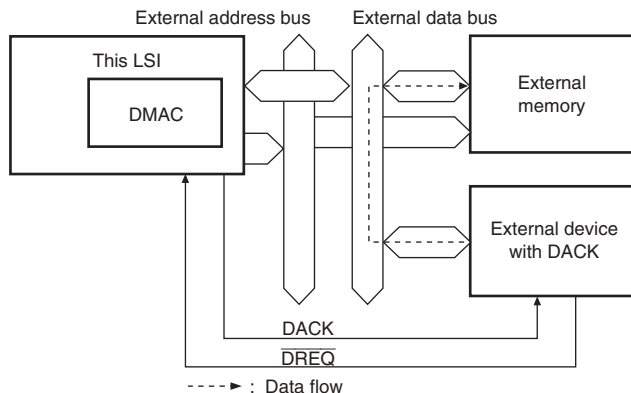 External address bus
External data bus
This LSI
DMAC
External
memory
External device
with DACK
DACK
DREQ
: Data flow